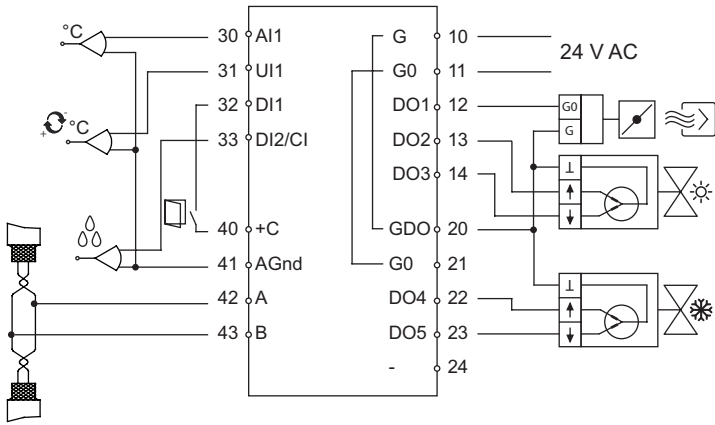 °C 30 AI1 G 10 24 V AC
31 UI1 G0 11
+ - °C 32 DI1 DO1 12 G0
33 DI2/CI DO2 13 G
DO3 14 ⊥
40 +C GDO 20
41 AGnd G0 21
42 A DO4 22 ⊥
43 B DO5 23
- 24